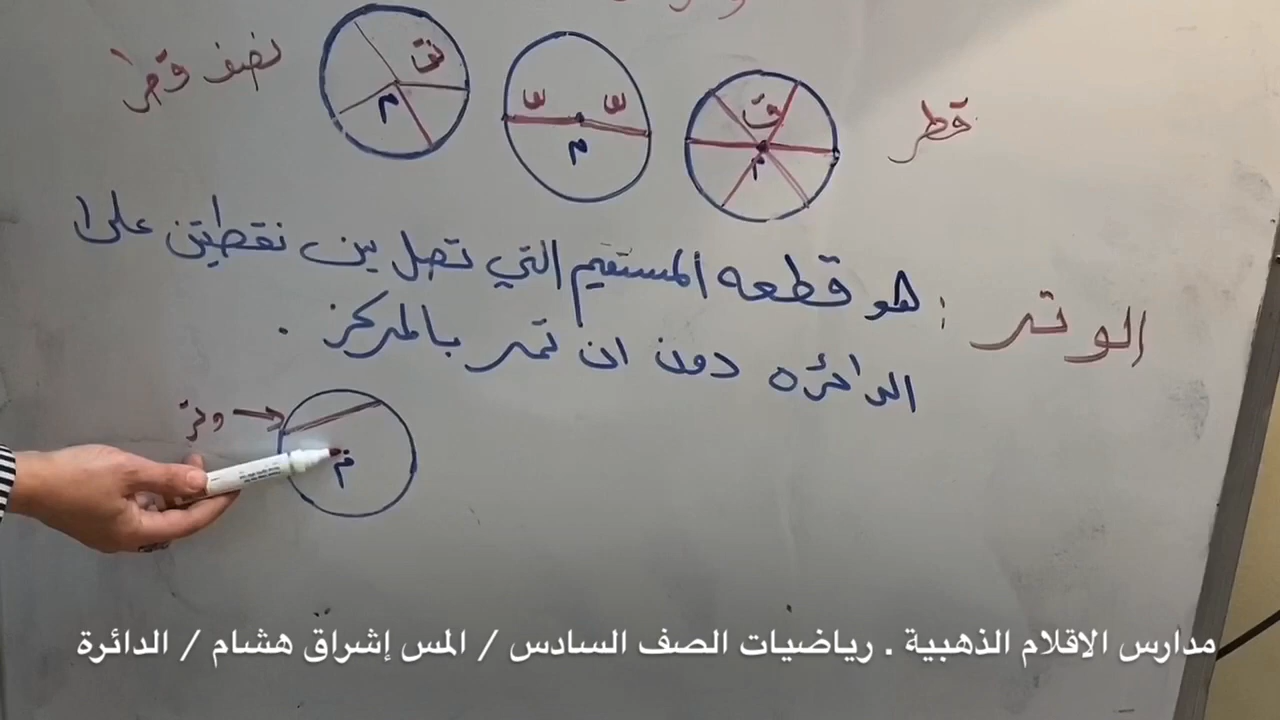 نصف قطر
نق
م
س س
م
ق
م
قطر
الوتر : هو قطعه المستقيم التي تصل بين نقطتين على ا
الدائره دون ان تمر بالمركز .
وتر
م
مدارس الاقلام الذهبية . رياضيات الصف السادس / المس إشراق هشام / الدائرة